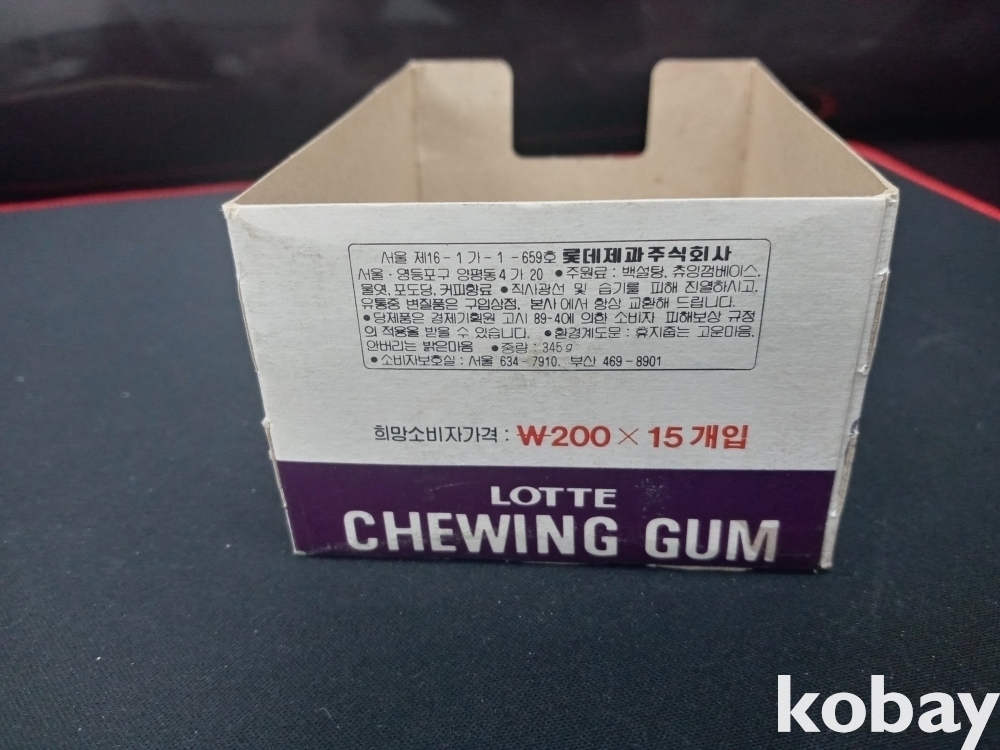 서울 제16-1가-1-659호 롯데제과주식회사
서울·영등포구 양평동4가20 ●주원료 : 백설탕, 츄잉껌베이스,
물엿, 포도당, 커피향료 ●직사광선 및 습기를 피해 진열하시고,
유통중 변질품은 구입상점, 본사에서 항상 교환해 드립니다.
●당제품은 경제기획원 고시 89-4에 의한 소비자 피해보상 규정
의 적용을 받을 수 있습니다. ●환경계도문 : 휴지줍는 고운마음,
안버리는 밝은마음 ●중량 : 345g
●소비자보호실 : 서울 634-7910, 부산 469-8901
희망소비자가격 : ₩200×15개입
LOTTE
CHEWING GUM
kobay